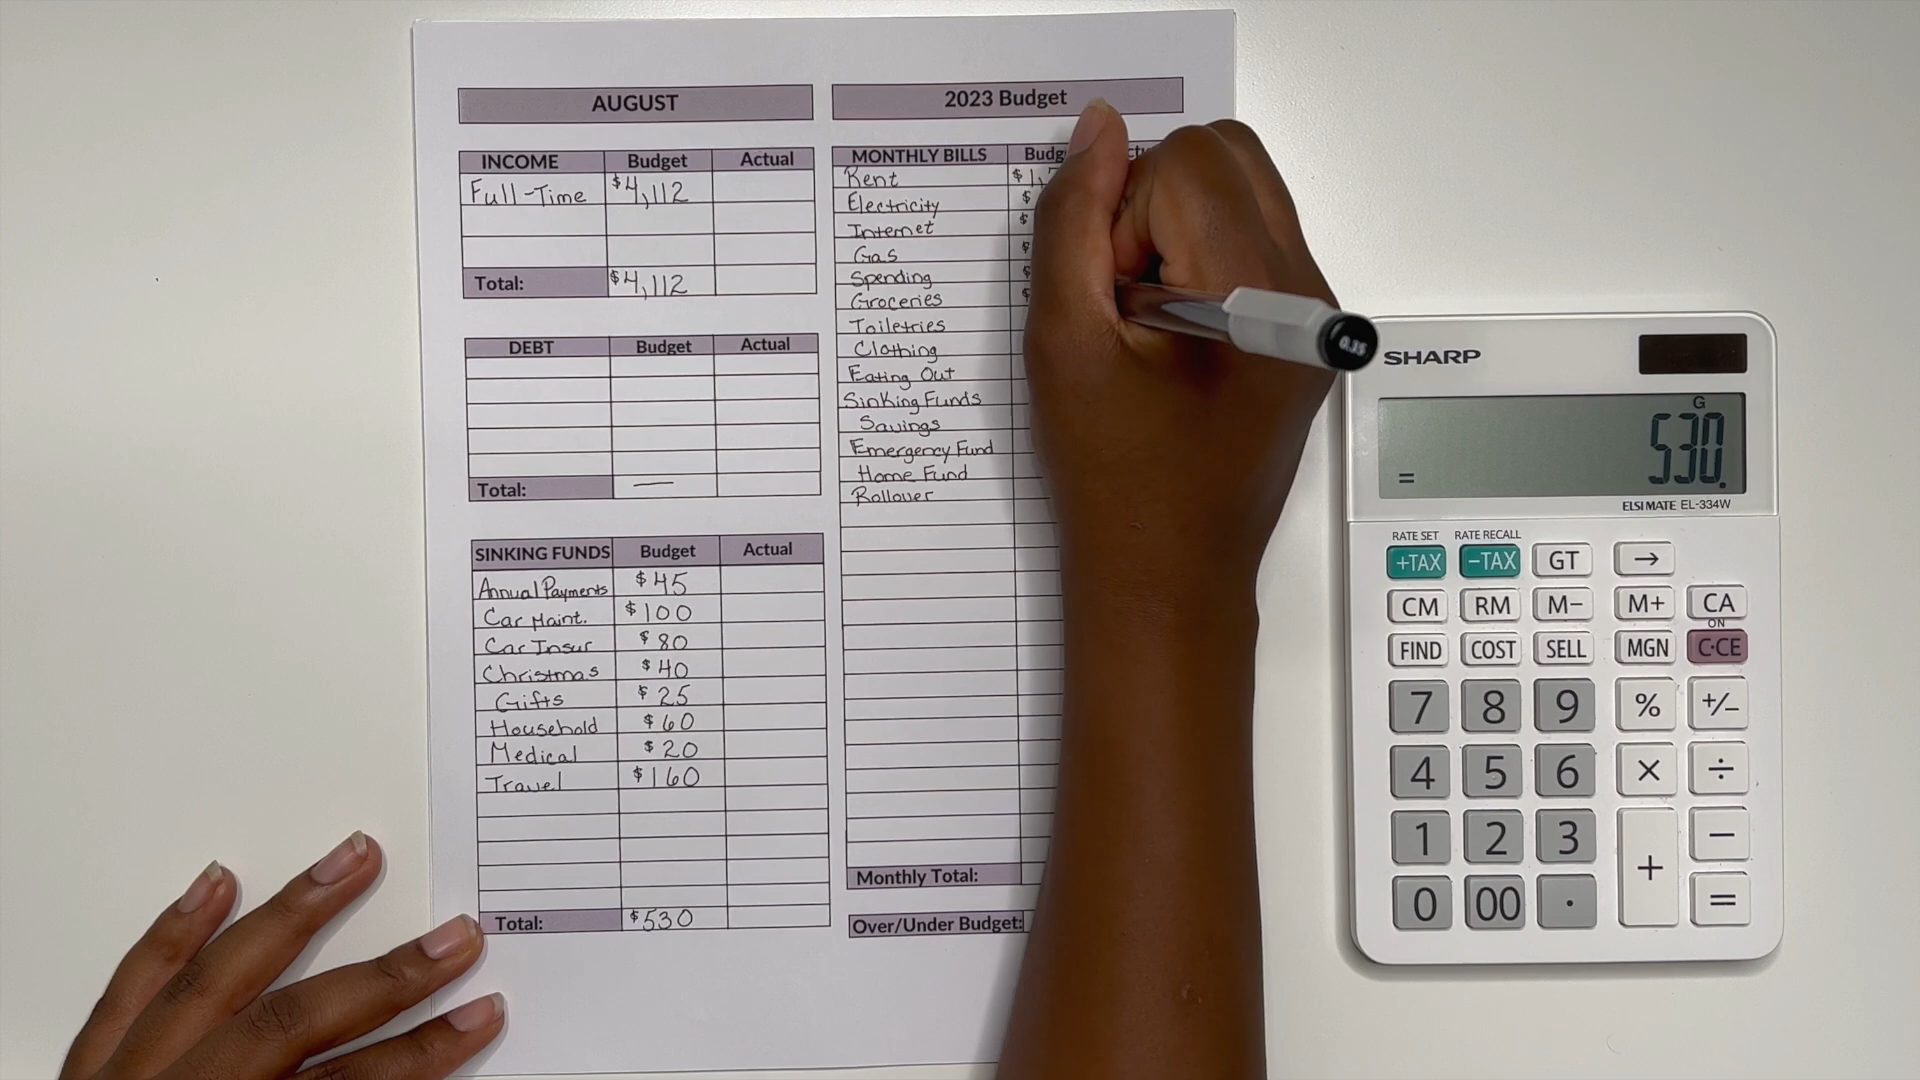 AUGUST
2023 Budget
INCOME Budget Actual
Full-Time $4,112
Total: $4,112
DEBT Budget Actual
Total: —
SINKING FUNDS Budget Actual
Annual Payments $45
Car Maint. $100
Car Insur $80
Christmas $40
Gifts $25
Household $60
Medical $20
Travel $160
Total: $530
MONTHLY BILLS
Rent
Electricity $
Internet $
Gas $
Spending $
Groceries $
Toiletries
Clothing
Eating Out
Sinking Funds
Savings
Emergency Fund
Home Fund
Rollover
Monthly Total:
Over/Under Budget:
0.35
SHARP
G
530.
=
ELSI MATE EL-334W
RATE SET RATE RECALL
+TAX -TAX GT →
CM RM M− M+ CA
ON
FIND COST SELL MGN C·CE
7 8 9 % +/−
4 5 6 × ÷
1 2 3 + −
0 00 . =